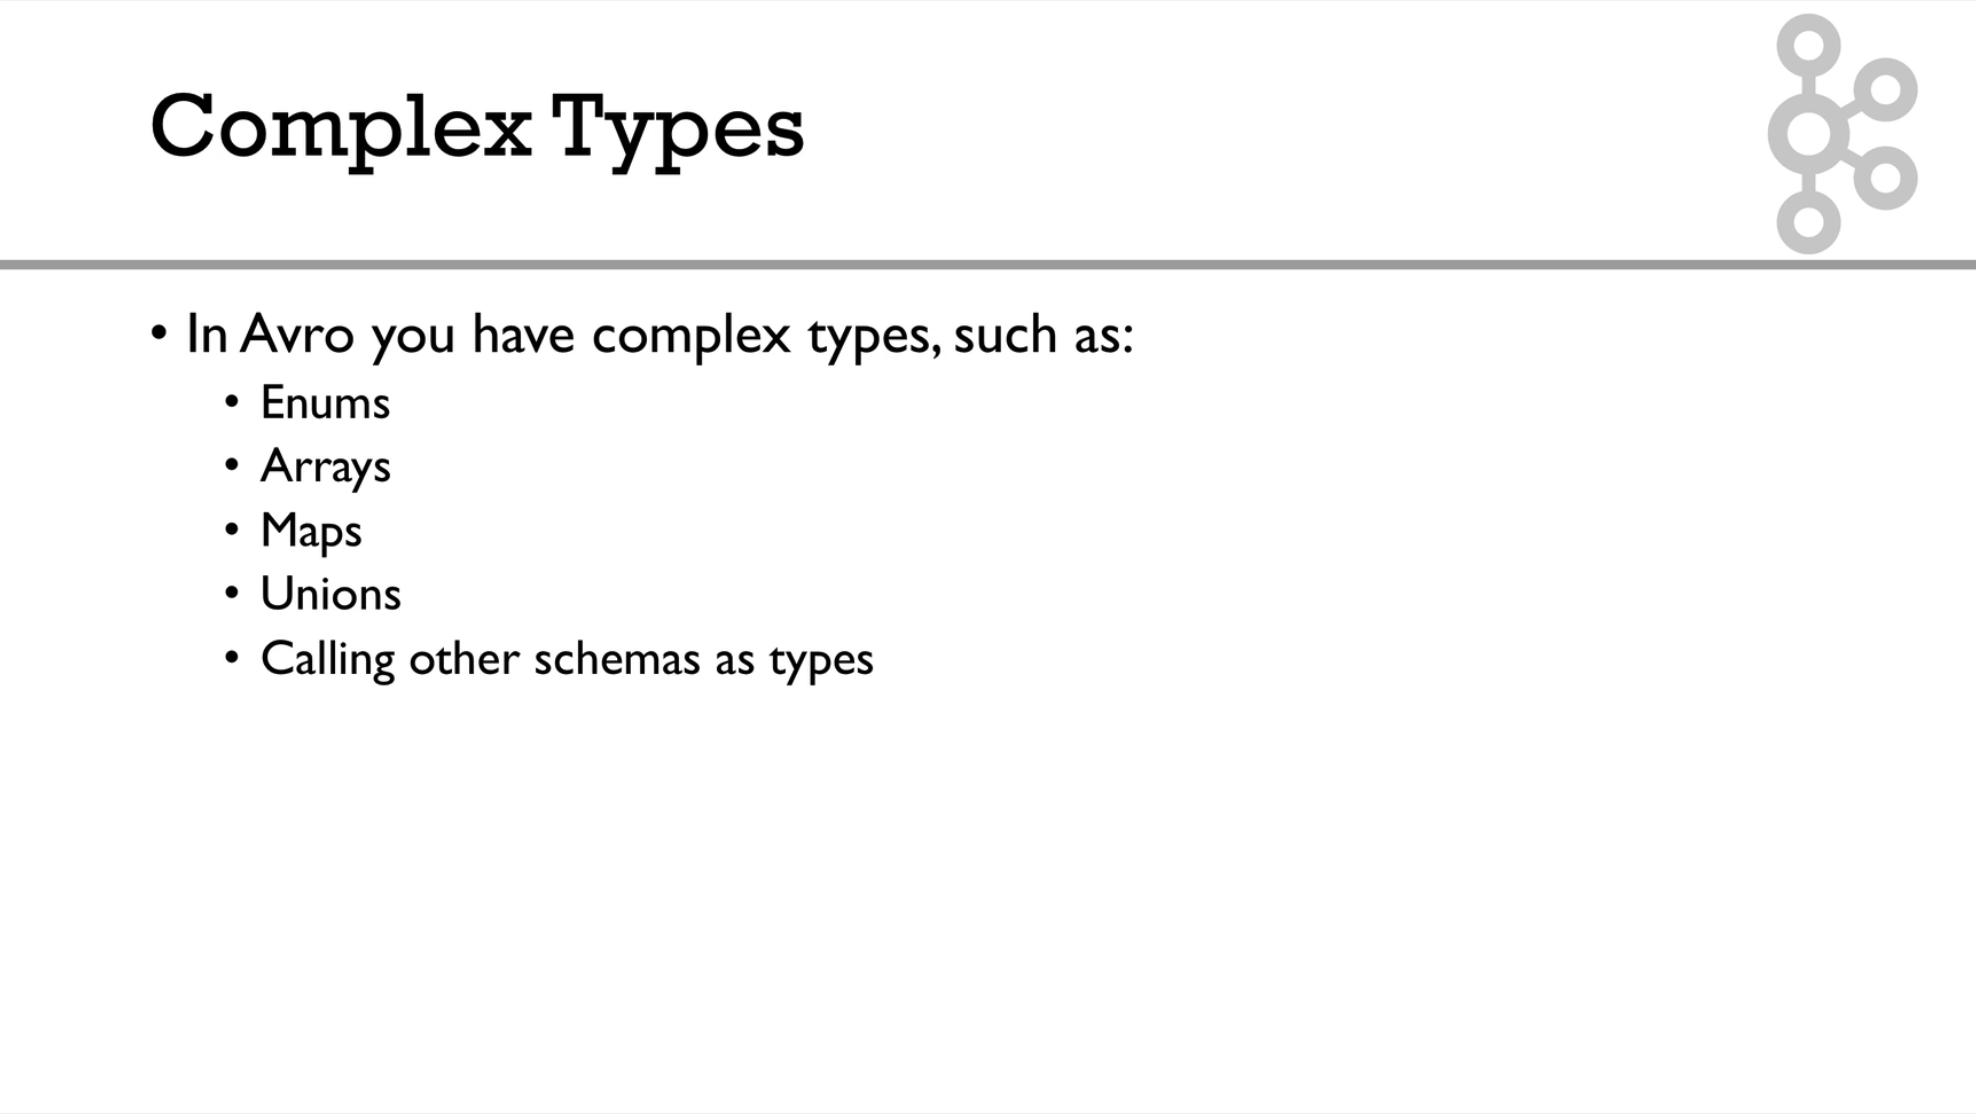 Complex Types
• In Avro you have complex types, such as:
• Enums
• Arrays
• Maps
• Unions
• Calling other schemas as types